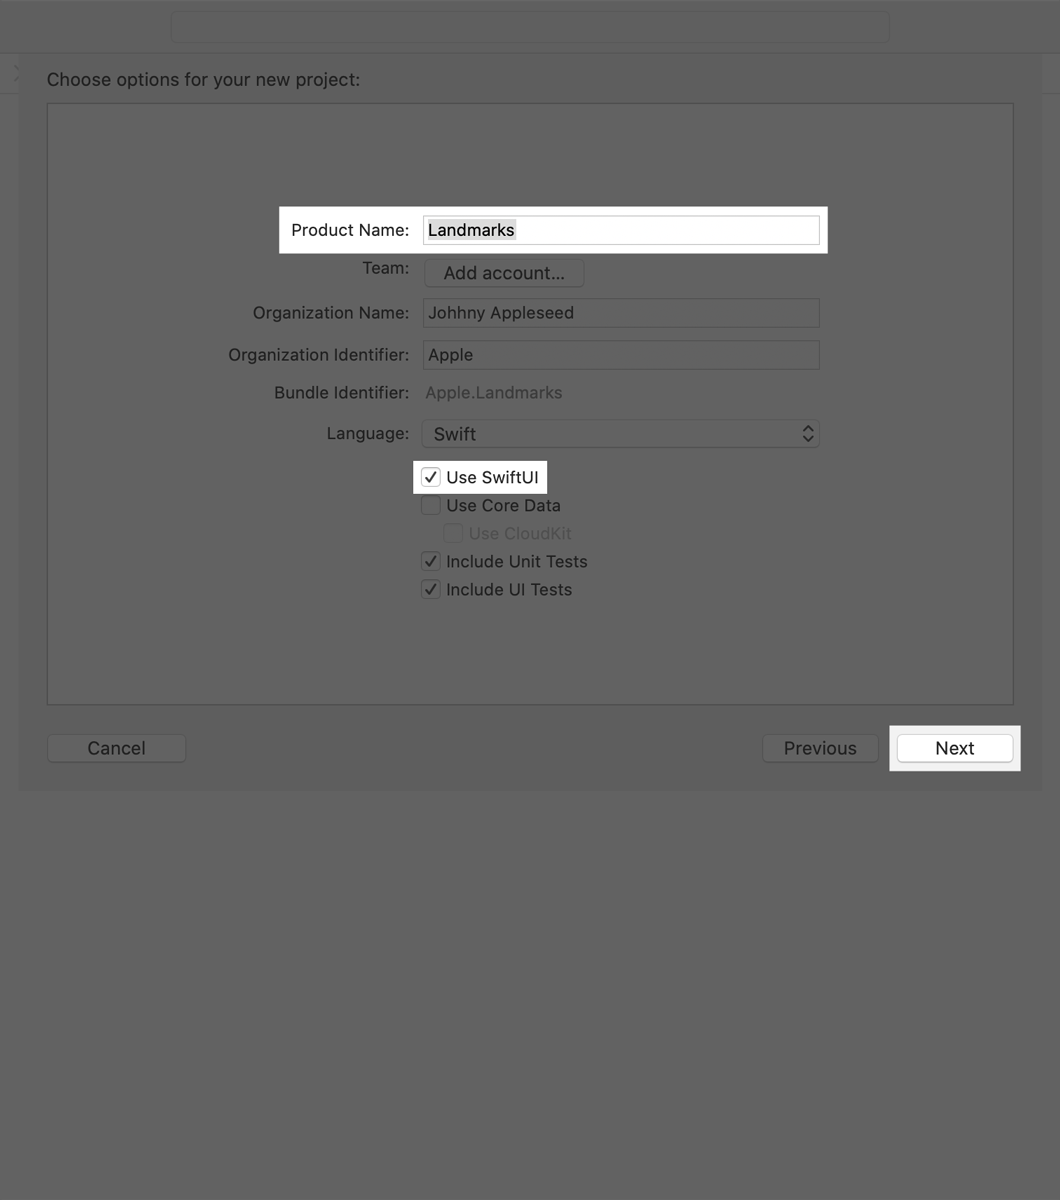 Choose options for your new project:
Product Name: Landmarks
Team: Add account...
Organization Name: Johhny Appleseed
Organization Identifier: Apple
Bundle Identifier: Apple.Landmarks
Language: Swift
Use SwiftUI
Use Core Data
Use CloudKit
Include Unit Tests
Include UI Tests
Cancel Previous Next